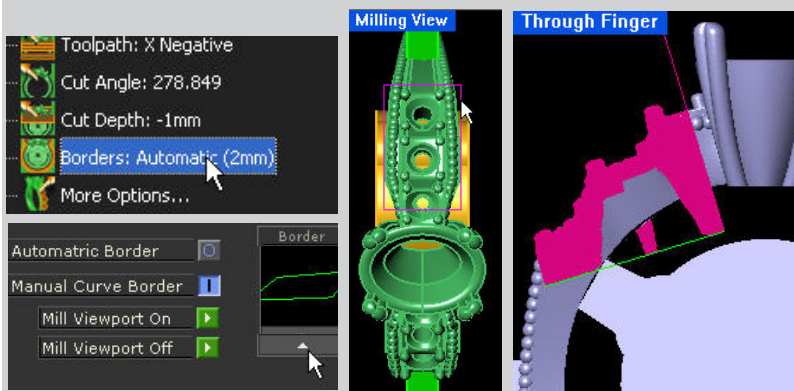 Toolpath: X Negative
Cut Angle: 278.849
Cut Depth: -1mm
Borders: Automatic (2mm)
More Options...
Automatric Border
Manual Curve Border
Mill Viewport On
Mill Viewport Off
Border
Milling View
Through Finger